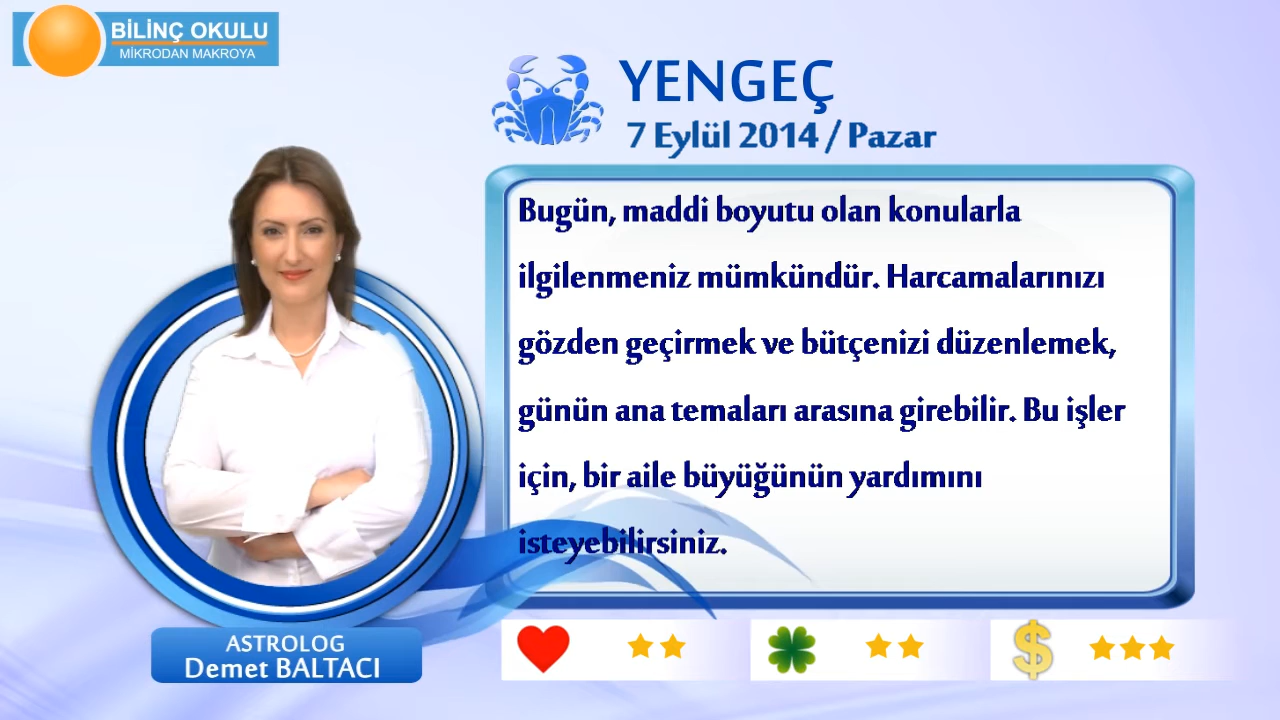 BİLİNÇ OKULU
MİKRODAN MAKROYA
YENGEÇ
7 Eylül 2014 / Pazar
Bugün, maddi boyutu olan konularla
ilgilenmeniz mümkündür. Harcamalarınızı
gözden geçirmek ve bütçenizi düzenlemek,
günün ana temaları arasına girebilir. Bu işler
için, bir aile büyüğünün yardımını
isteyebilirsiniz.
ASTROLOG
Demet BALTACI